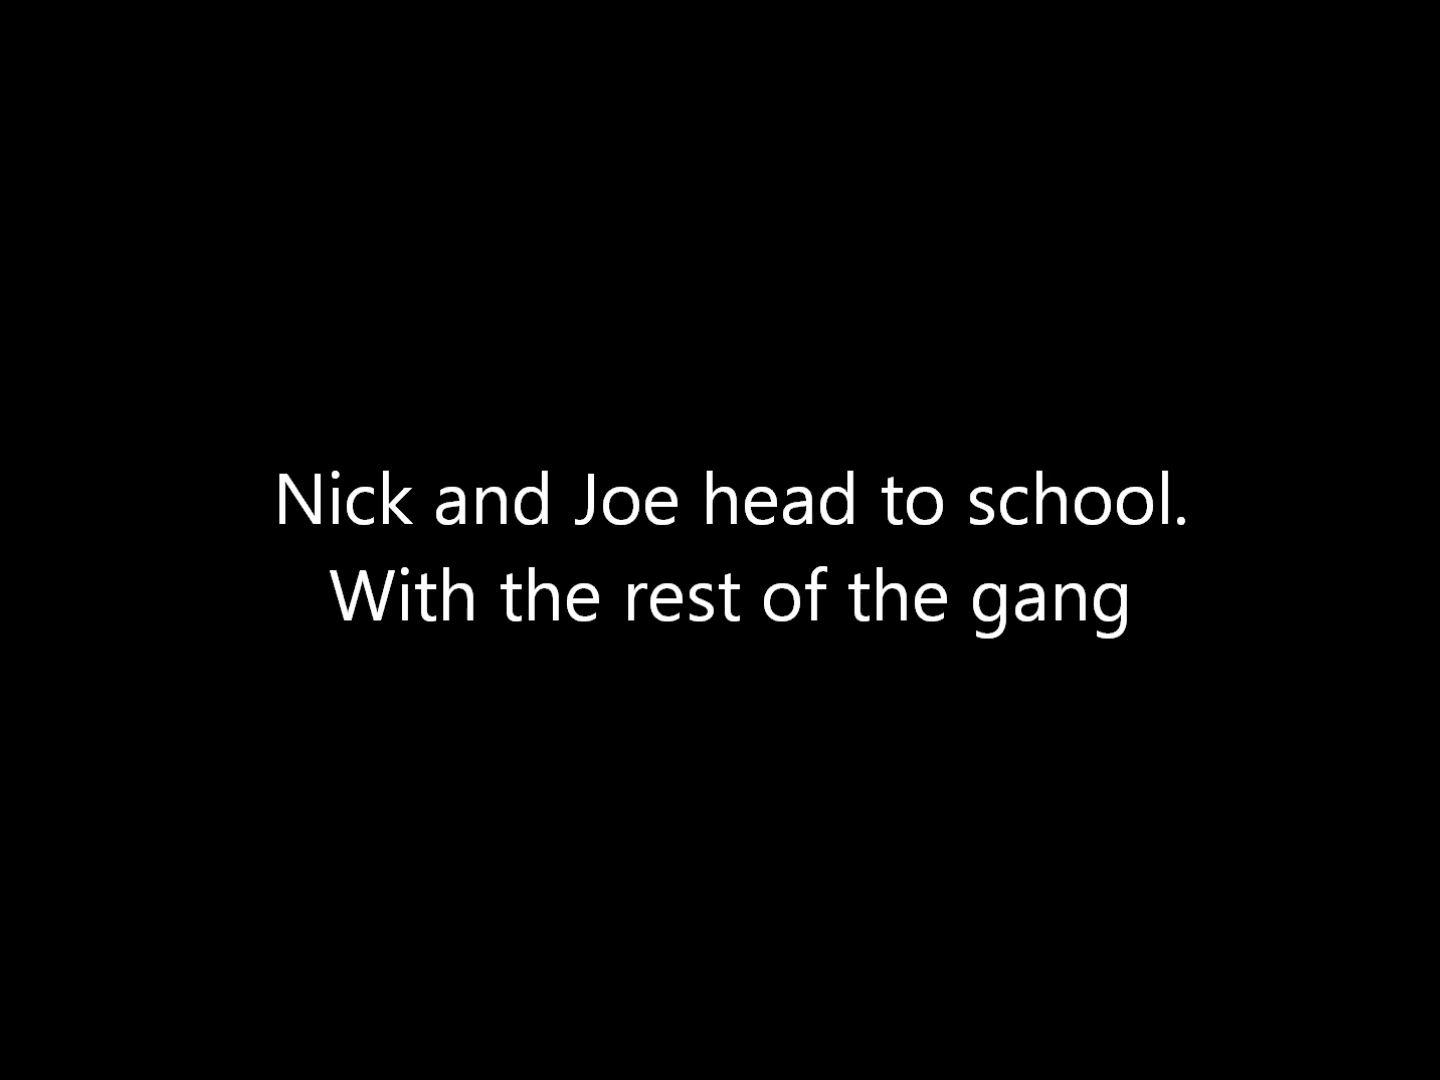 Nick and Joe head to school.
With the rest of the gang